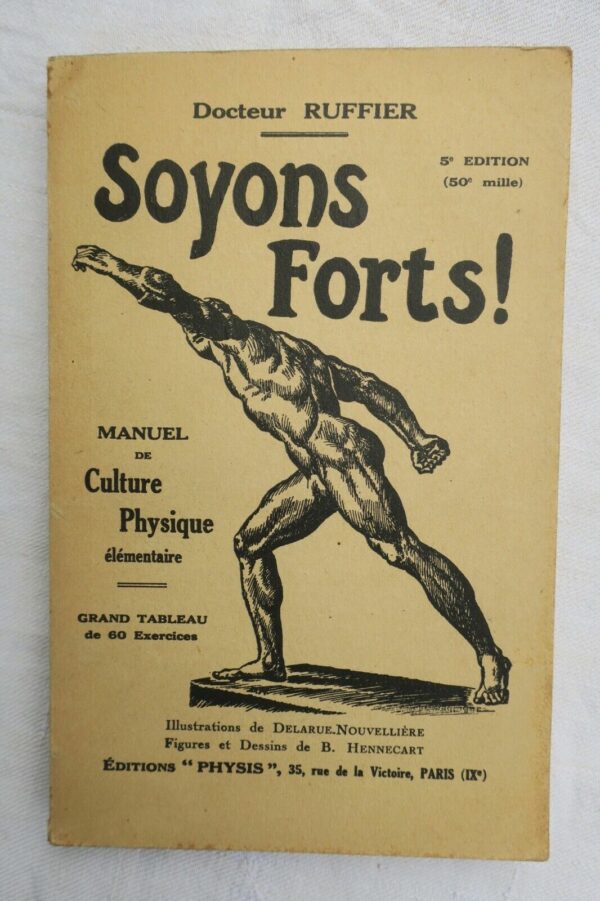 Docteur RUFFIER
5e EDITION
(50e mille)
Soyons
Forts!
MANUEL
DE
Culture
Physique
élémentaire
GRAND TABLEAU
de 60 Exercices
Illustrations de DELARUE-NOUVELLIÈRE
Figures et Dessins de B. HENNECART
ÉDITIONS "PHYSIS", 35, rue de la Victoire, PARIS (IXe)